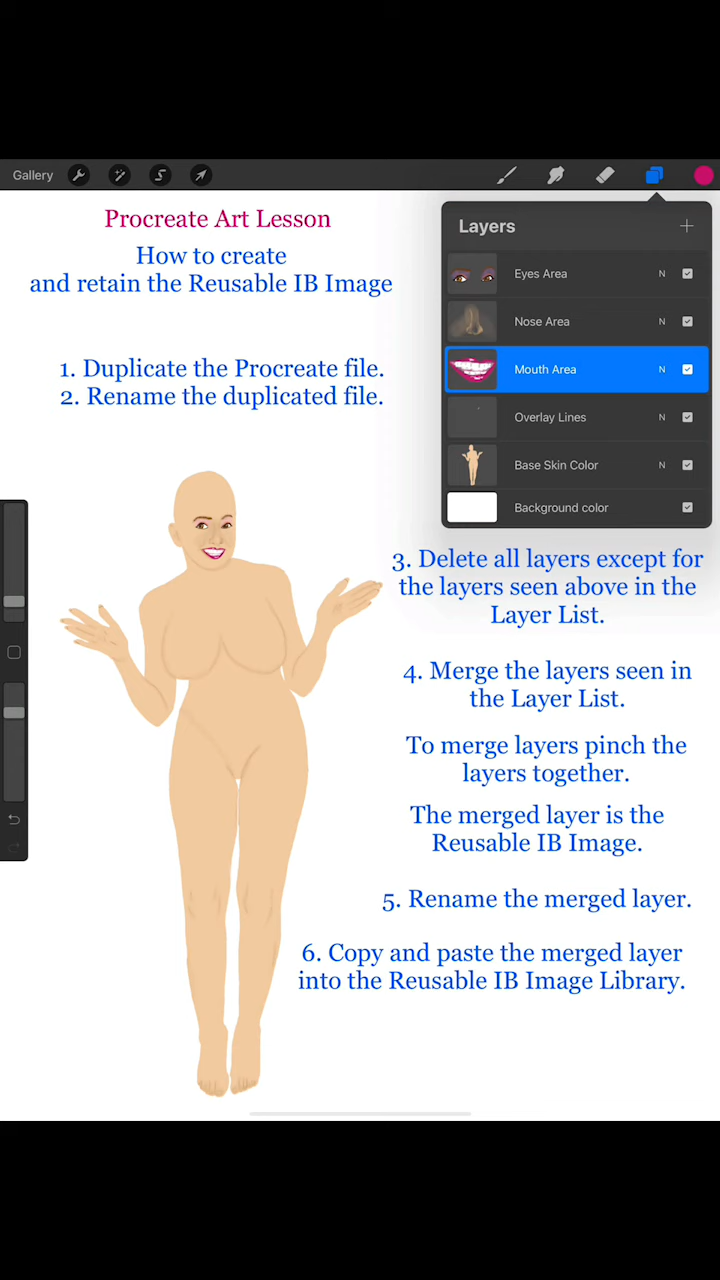 Gallery
Procreate Art Lesson
How to create
and retain the Reusable IB Image
1. Duplicate the Procreate file.
2. Rename the duplicated file.
Layers
Eyes Area N
Nose Area N
Mouth Area N
Overlay Lines N
Base Skin Color N
Background color
3. Delete all layers except for
the layers seen above in the
Layer List.
4. Merge the layers seen in
the Layer List.
To merge layers pinch the
layers together.
The merged layer is the
Reusable IB Image.
5. Rename the merged layer.
6. Copy and paste the merged layer
into the Reusable IB Image Library.